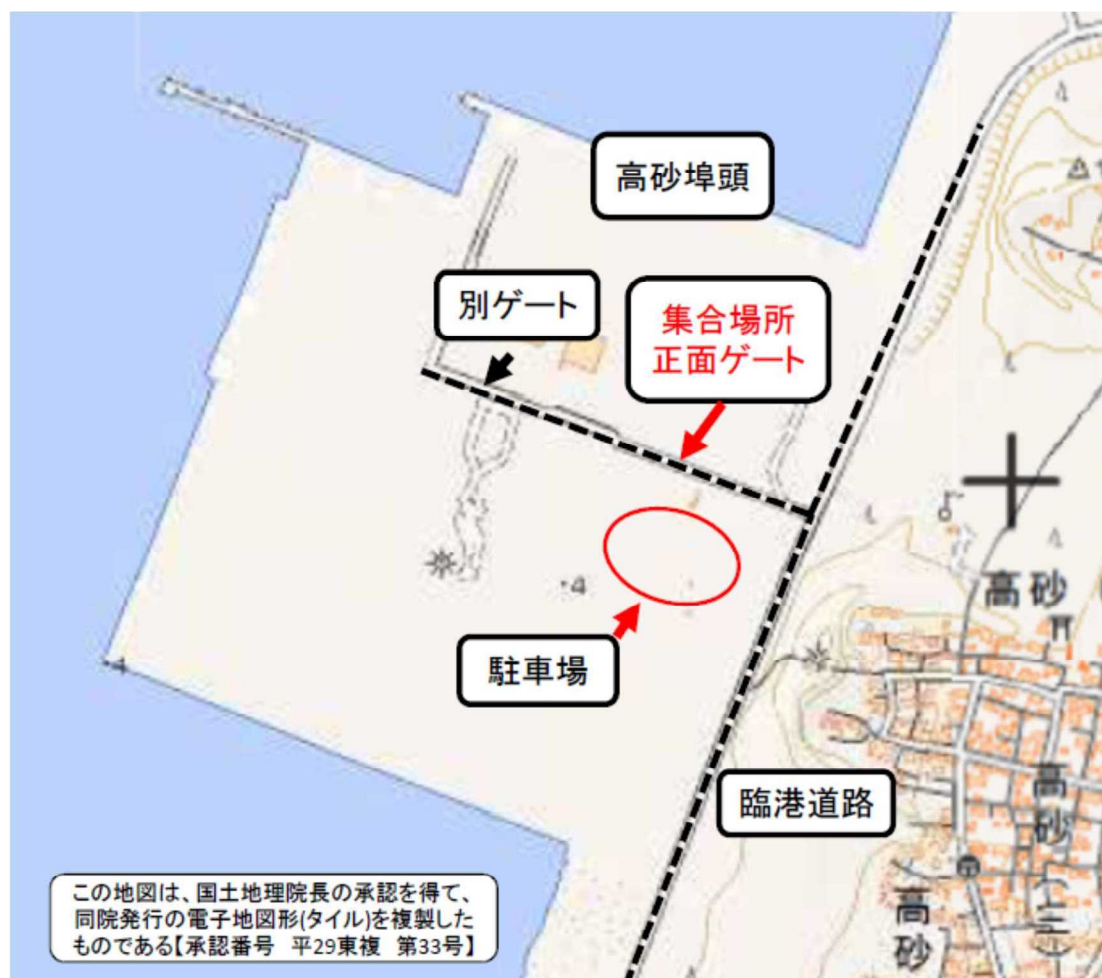 高砂埠頭
別ゲート
集合場所
正面ゲート
・4
高砂
駐車場
臨港道路
高砂
高砂
この地図は、国土地理院長の承認を得て、
同院発行の電子地図形(タイル)を複製した
ものである【承認番号　平29東複　第33号】